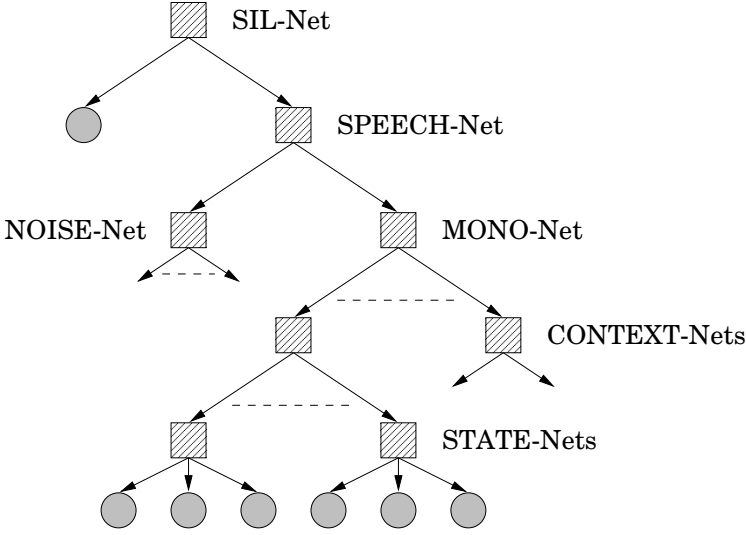 SIL-Net
SPEECH-Net
NOISE-Net
MONO-Net
CONTEXT-Nets
STATE-Nets